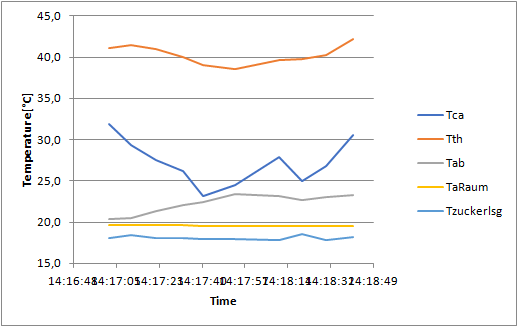 45,0
40,0
35,0
30,0
25,0
20,0
15,0
Temperature[°C]
14:16:48 14:17:05 14:17:23 14:17:40 14:17:57 14:18:14 14:18:32 14:18:49
Time
Tca
Tth
Tab
TaRaum
Tzuckerlsg